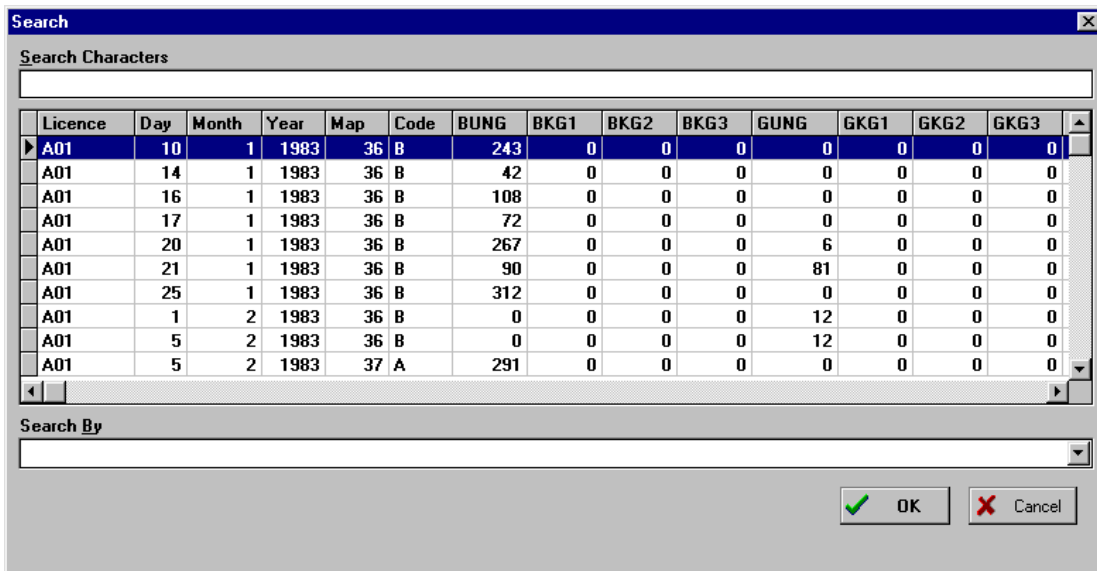 Search
Search Characters
Licence Day Month Year Map Code BUNG BKG1 BKG2 BKG3 GUNG GKG1 GKG2 GKG3
A01 10 1 1983 36 B 243 0 0 0 0 0 0 0
A01 14 1 1983 36 B 42 0 0 0 0 0 0 0
A01 16 1 1983 36 B 108 0 0 0 0 0 0 0
A01 17 1 1983 36 B 72 0 0 0 0 0 0 0
A01 20 1 1983 36 B 267 0 0 0 6 0 0 0
A01 21 1 1983 36 B 90 0 0 0 81 0 0 0
A01 25 1 1983 36 B 312 0 0 0 0 0 0 0
A01 1 2 1983 36 B 0 0 0 0 12 0 0 0
A01 5 2 1983 36 B 0 0 0 0 12 0 0 0
A01 5 2 1983 37 A 291 0 0 0 0 0 0 0
Search By
OK Cancel